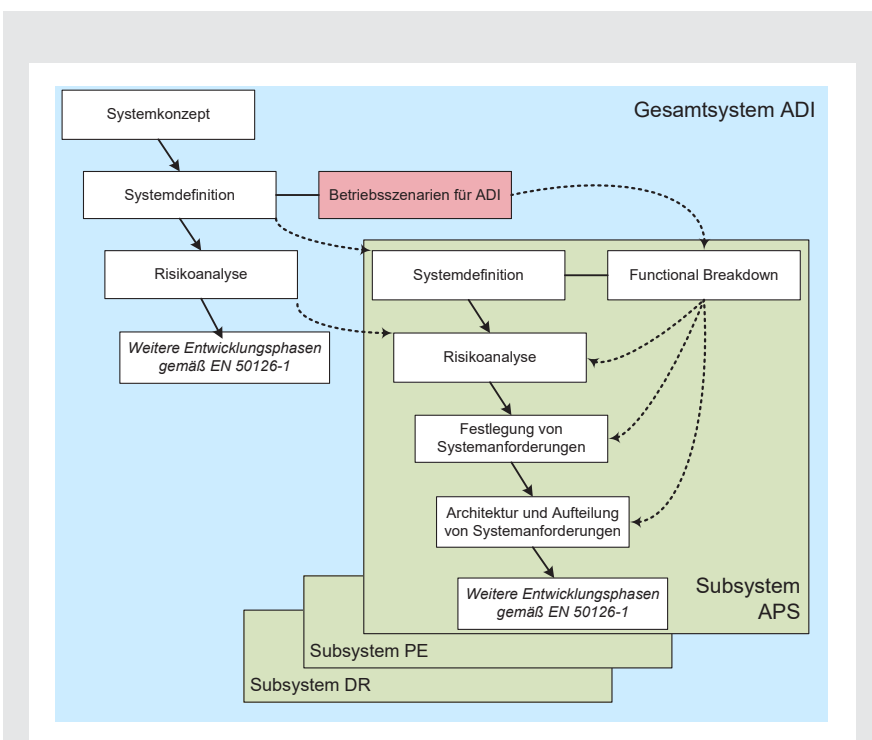 Gesamtsystem ADI
Systemkonzept
Systemdefinition
Betriebsszenarien für ADI
Risikoanalyse
Weitere Entwicklungsphasen
gemäß EN 50126-1
Systemdefinition
Functional Breakdown
Risikoanalyse
Festlegung von
Systemanforderungen
Architektur und Aufteilung
von Systemanforderungen
Weitere Entwicklungsphasen
gemäß EN 50126-1
Subsystem
APS
Subsystem PE
Subsystem DR